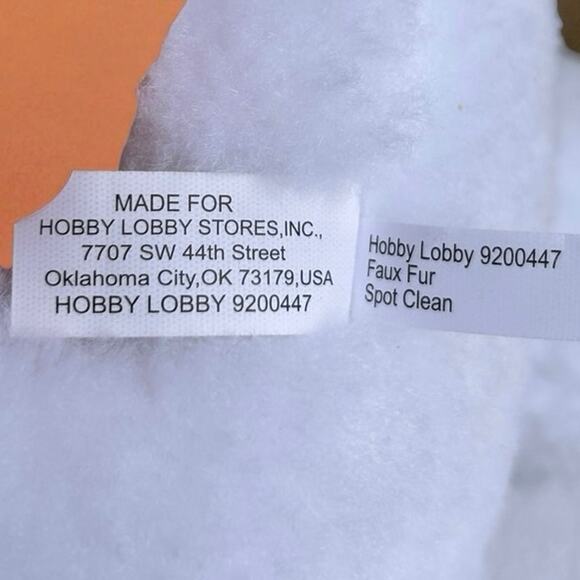 MADE FOR
HOBBY LOBBY STORES,INC.,
7707 SW 44th Street
Oklahoma City,OK 73179,USA
HOBBY LOBBY 9200447
Hobby Lobby 9200447
Faux Fur
Spot Clean